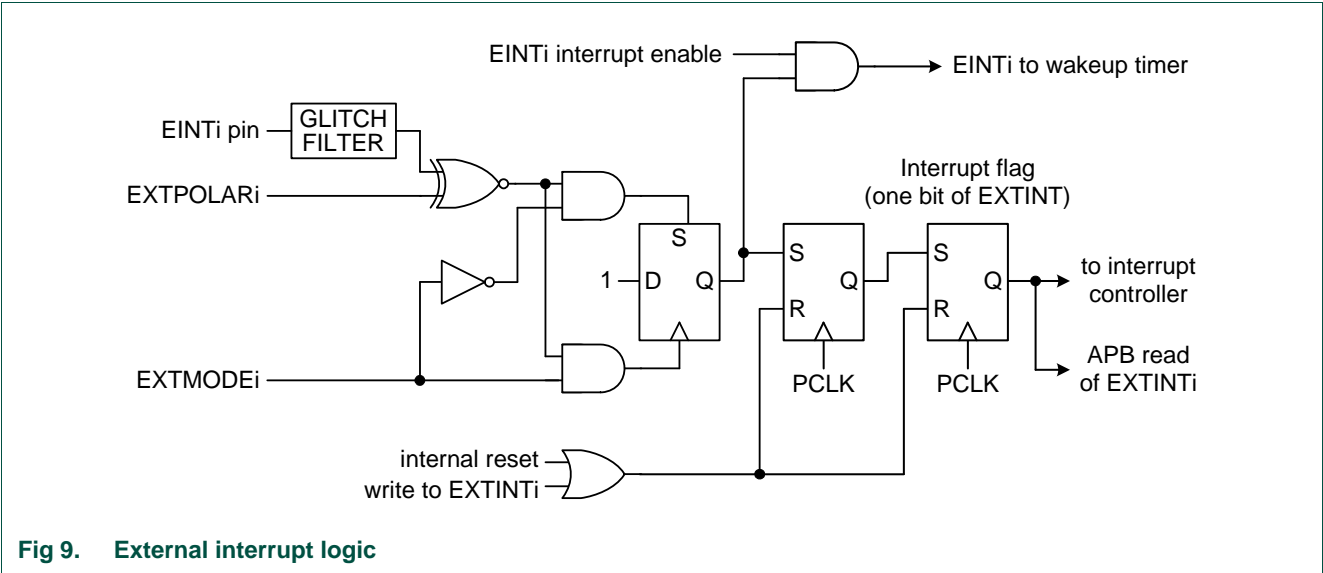 EINTi interrupt enable
EINTi to wakeup timer
EINTi pin
GLITCH
FILTER
EXTPOLARi
Interrupt flag
(one bit of EXTINT)
S
1
D
Q
S
Q
R
S
Q
R
to interrupt
controller
EXTMODEi
PCLK
PCLK
APB read
of EXTINTi
internal reset
write to EXTINTi
Fig 9. External interrupt logic